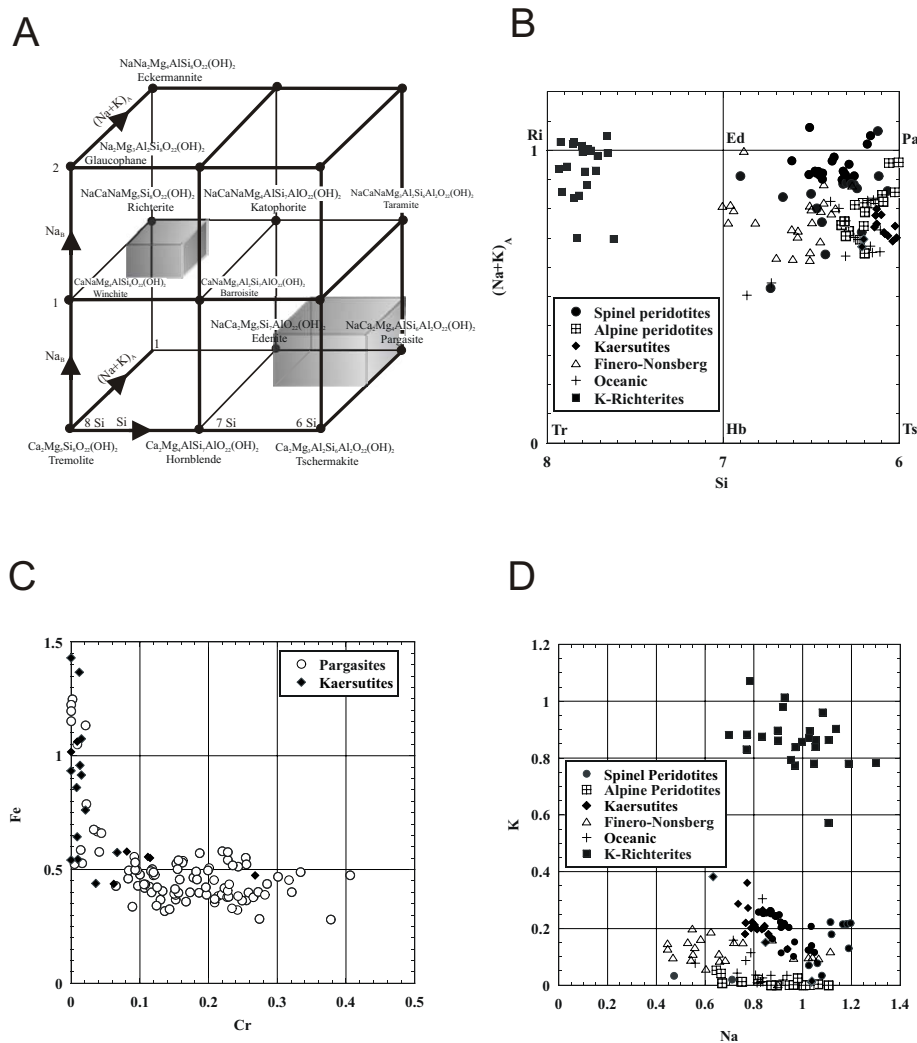 A
NaNa₂Mg₄AlSi₈O₂₂(OH)₂
Eckermannite
(Na+K)A
Na₂Mg₃Al₂Si₈O₂₂(OH)₂
2 Glaucophane
NaCaNaMg₅Si₈O₂₂(OH)₂
Richterite
NaCaNaMg₄AlSi₇AlO₂₂(OH)₂
Katophorite
NaCaNaMg₃Al₂Si₆Al₂O₂₂(OH)₂
Taramite
NaB
CaNaMg₄AlSi₈O₂₂(OH)₂
Winchite
CaNaMg₃Al₂Si₇AlO₂₂(OH)₂
Barroisite
1
NaCa₂Mg₅Si₇AlO₂₂(OH)₂
Edenite
NaCa₂Mg₄AlSi₆Al₂O₂₂(OH)₂
Pargasite
1
NaB
(Na+K)A
8 Si Si 7 Si 6 Si
Ca₂Mg₅Si₈O₂₂(OH)₂
Tremolite
Ca₂Mg₄AlSi₇AlO₂₂(OH)₂
Hornblende
Ca₂Mg₃Al₂Si₆Al₂O₂₂(OH)₂
Tschermakite
B
Ri Ed Pa
1
(Na+K)A
Spinel peridotites
Alpine peridotites
Kaersutites
Finero-Nonsberg
Oceanic
K-Richterites
Tr Hb Ts
0
8 7 6
Si
C
1.5
Pargasites
Kaersutites
1
Fe
0.5
0
0 0.1 0.2 0.3 0.4 0.5
Cr
D
1.2
1
0.8
Spinel Peridotites
Alpine Peridotites
Kaersutites
Finero-Nonsberg
Oceanic
K-Richterites
K
0.6
0.4
0.2
0
0 0.2 0.4 0.6 0.8 1 1.2 1.4
Na